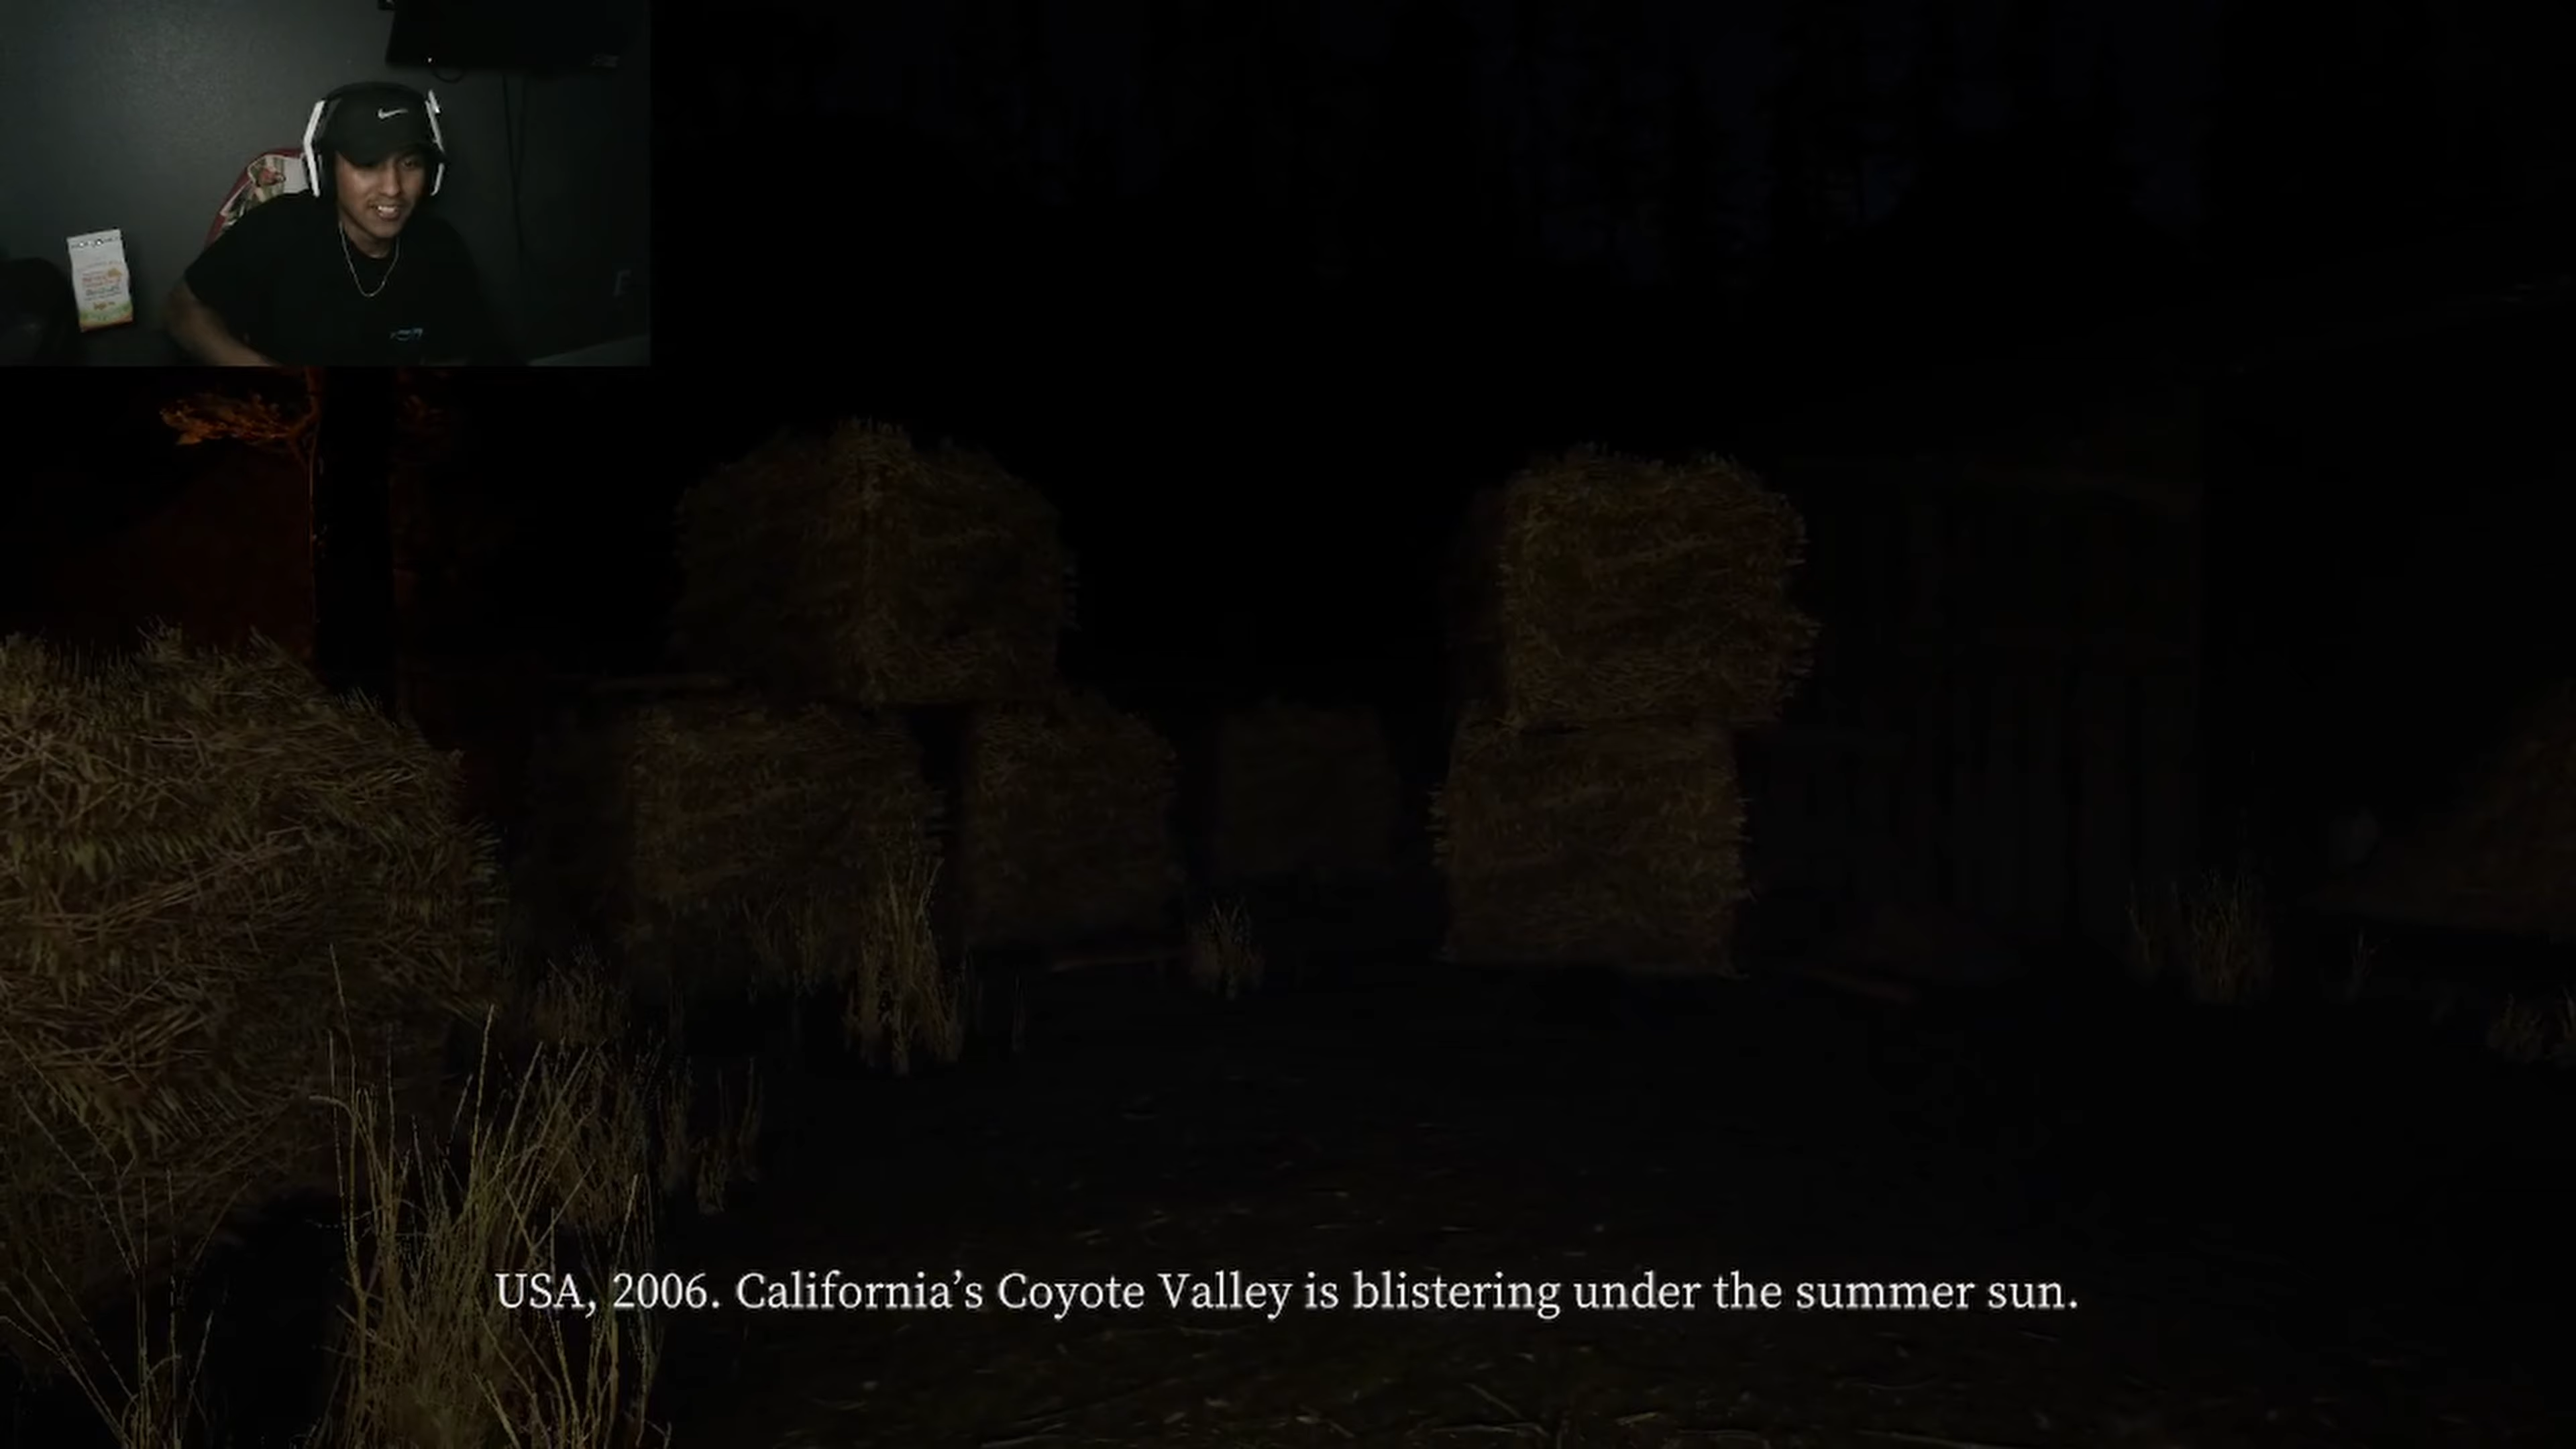 USA, 2006. California’s Coyote Valley is blistering under the summer sun.